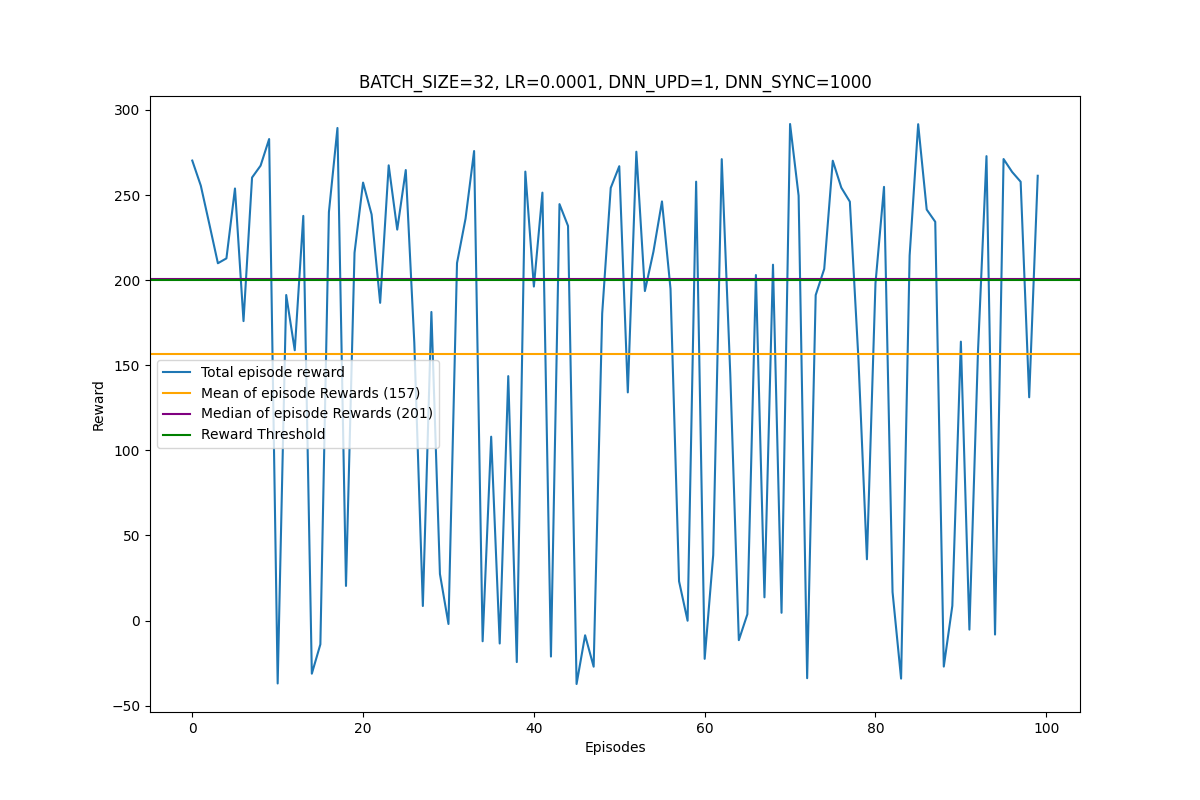 BATCH_SIZE=32, LR=0.0001, DNN_UPD=1, DNN_SYNC=1000
300
250
200
150
100
50
0
−50
Reward
Total episode reward
Mean of episode Rewards (157)
Median of episode Rewards (201)
Reward Threshold
0 20 40 60 80 100
Episodes